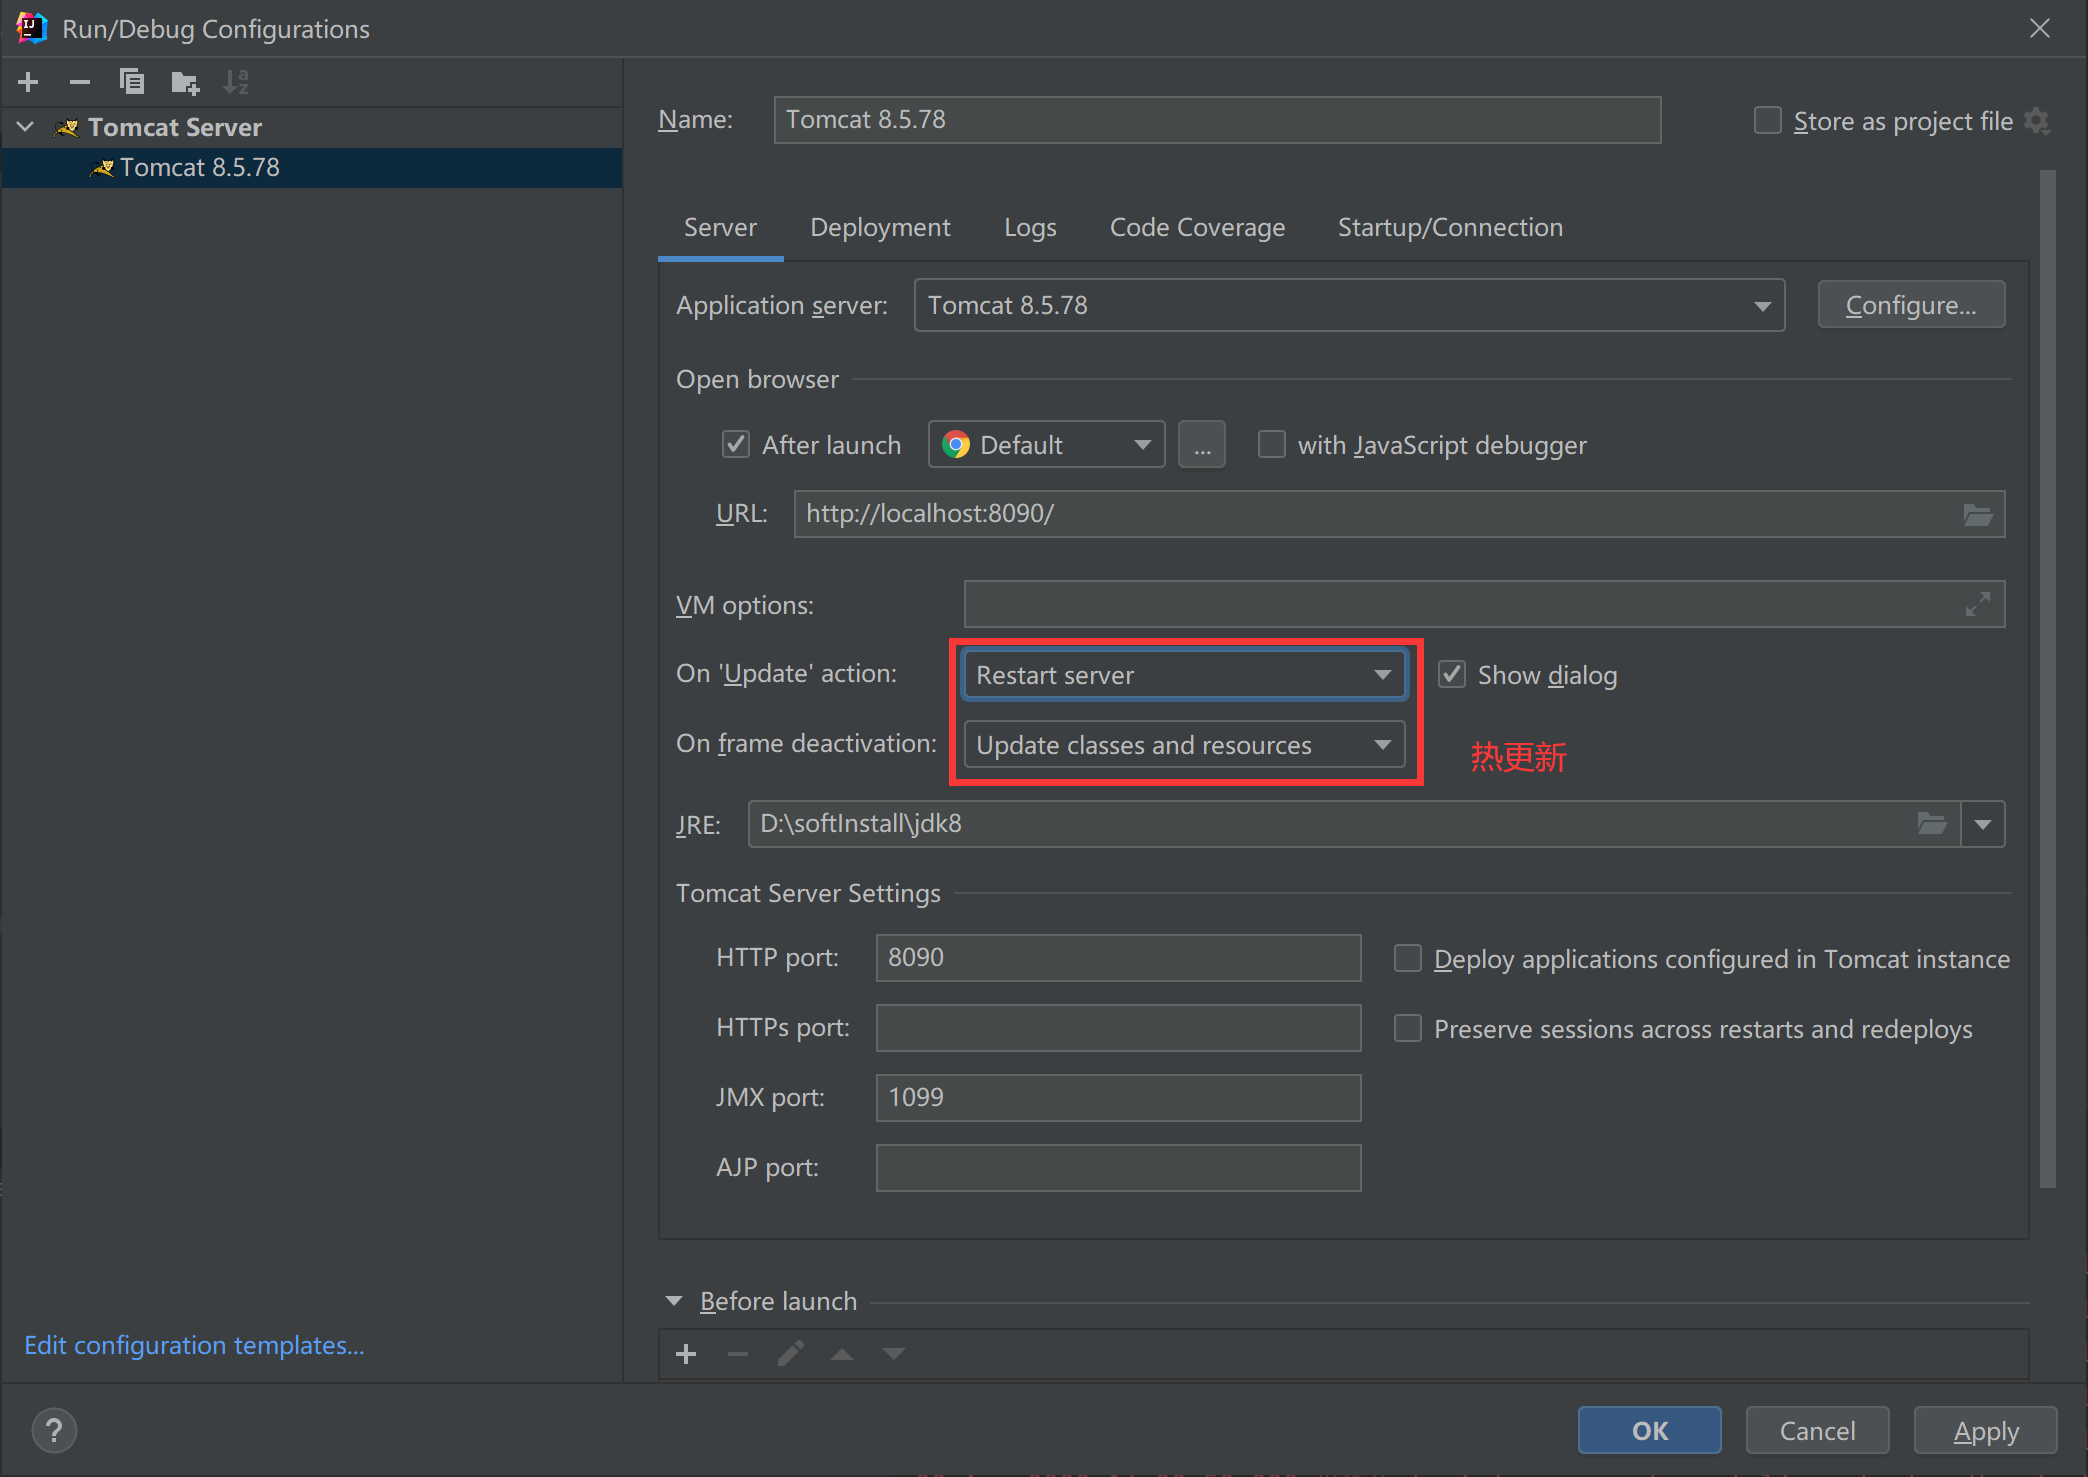 Run/Debug Configurations
Tomcat Server
Tomcat 8.5.78
Edit configuration templates...
Name: Tomcat 8.5.78 Store as project file
Server Deployment Logs Code Coverage Startup/Connection
Application server: Tomcat 8.5.78 Configure...
Open browser
After launch Default ... with JavaScript debugger
URL: http://localhost:8090/
VM options:
On 'Update' action: Restart server Show dialog
On frame deactivation: Update classes and resources 热更新
JRE: D:\softInstall\jdk8
Tomcat Server Settings
HTTP port: 8090 Deploy applications configured in Tomcat instance
HTTPs port: Preserve sessions across restarts and redeploys
JMX port: 1099
AJP port:
Before launch
? OK Cancel Apply